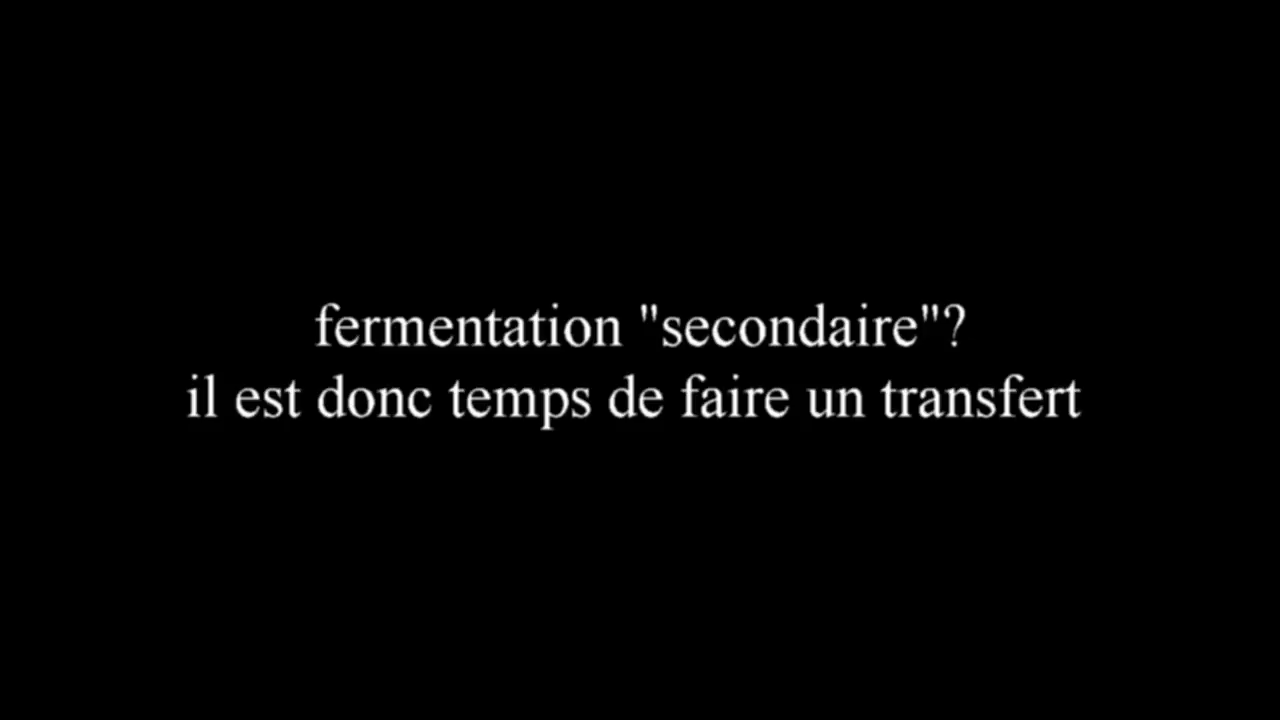 fermentation "secondaire"?
il est donc temps de faire un transfert